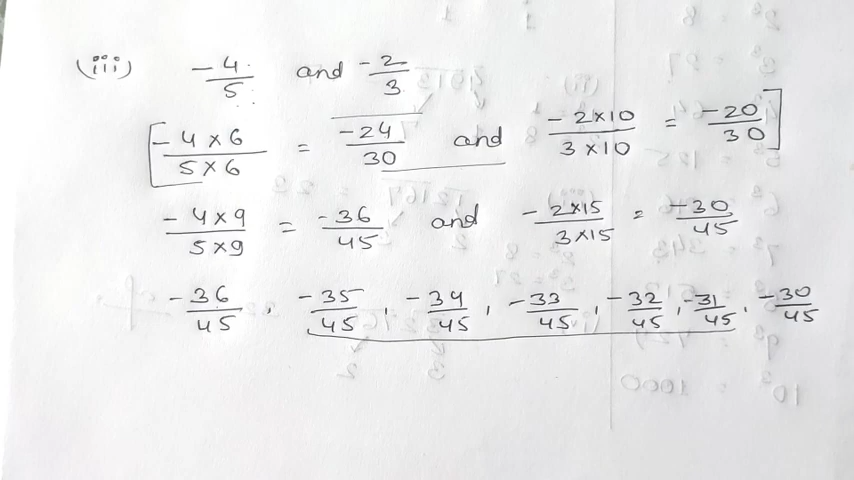 (iii) -4/5 and -2/3
[-4×6/5×6 = -24/30 and -2×10/3×10 = -20/30]
-4×9/5×9 = -36/45 and -2×15/3×15 = -30/45
-36/45, -35/45, -34/45, -33/45, -32/45, -31/45, -30/45